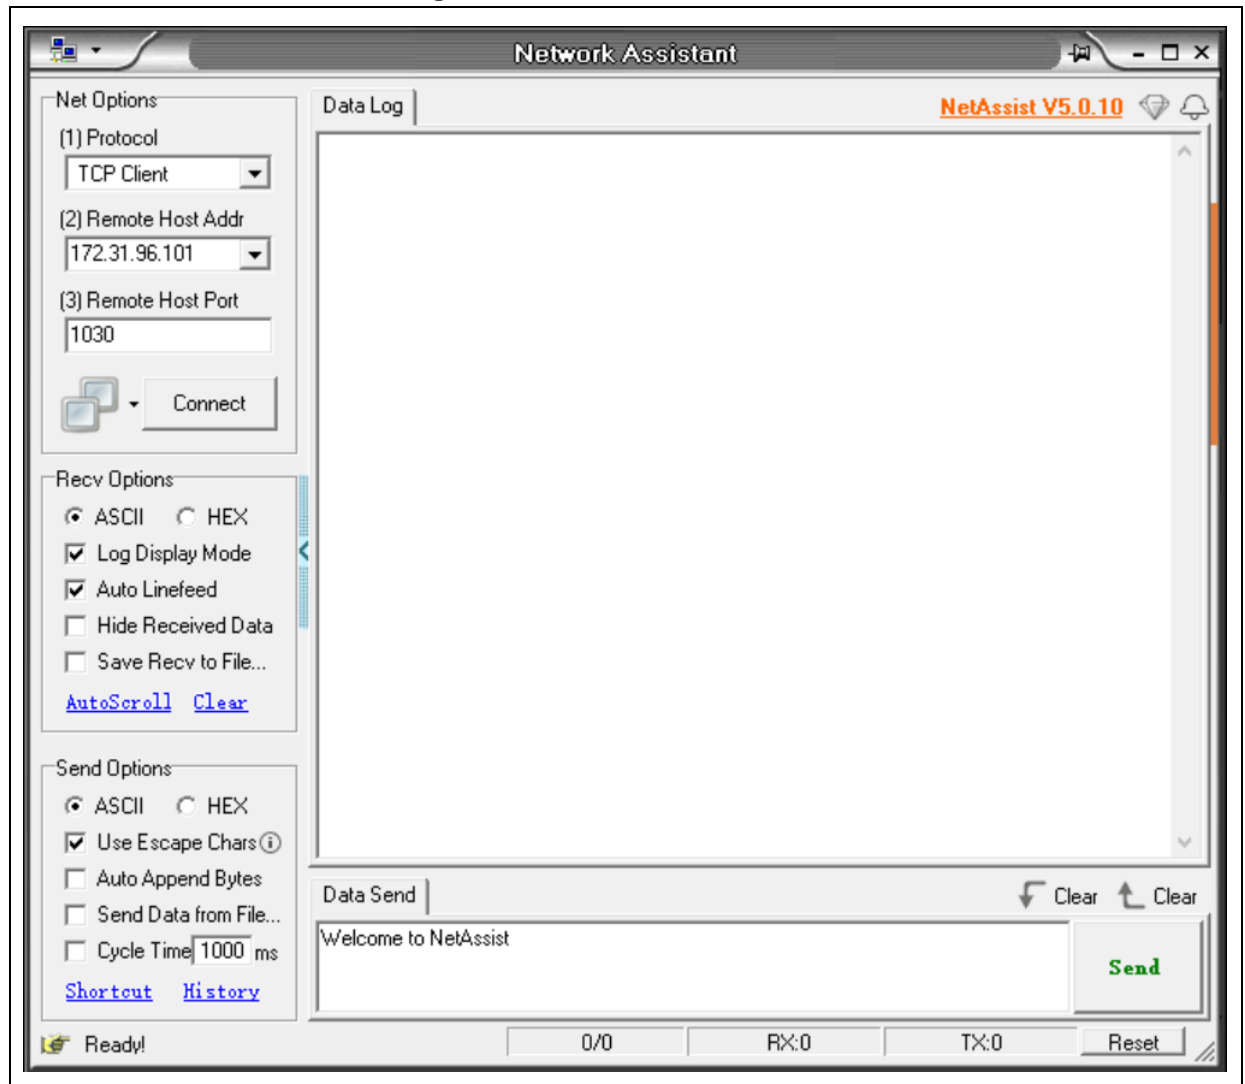 Network Assistant
Net Options
(1) Protocol
TCP Client
(2) Remote Host Addr
172.31.96.101
(3) Remote Host Port
1030
Connect
Recv Options
ASCII HEX
Log Display Mode
Auto Linefeed
Hide Received Data
Save Recv to File...
AutoScroll Clear
Send Options
ASCII HEX
Use Escape Chars
Auto Append Bytes
Send Data from File...
Cycle Time 1000 ms
Shortcut History
Data Log NetAssist V5.0.10
Data Send Clear Clear
Welcome to NetAssist
Send
Ready! 0/0 RX:0 TX:0 Reset